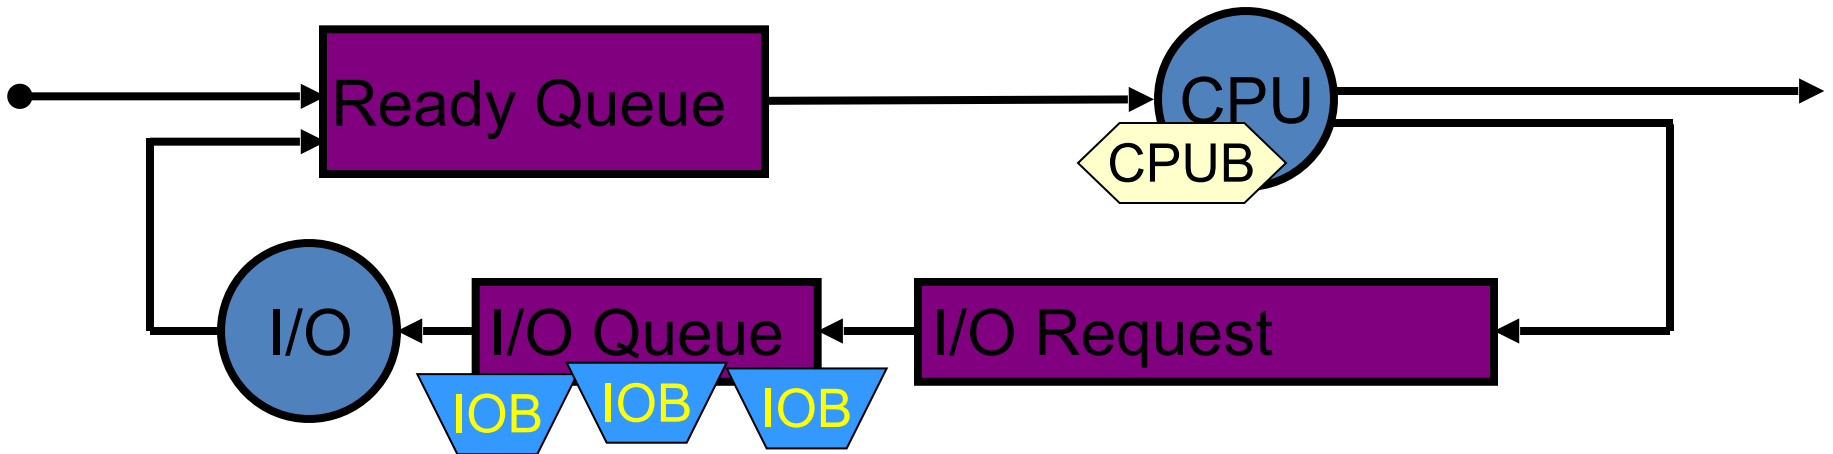 Ready Queue
CPU
CPUB
I/O
I/O Queue
I/O Request
IOB
IOB
IOB